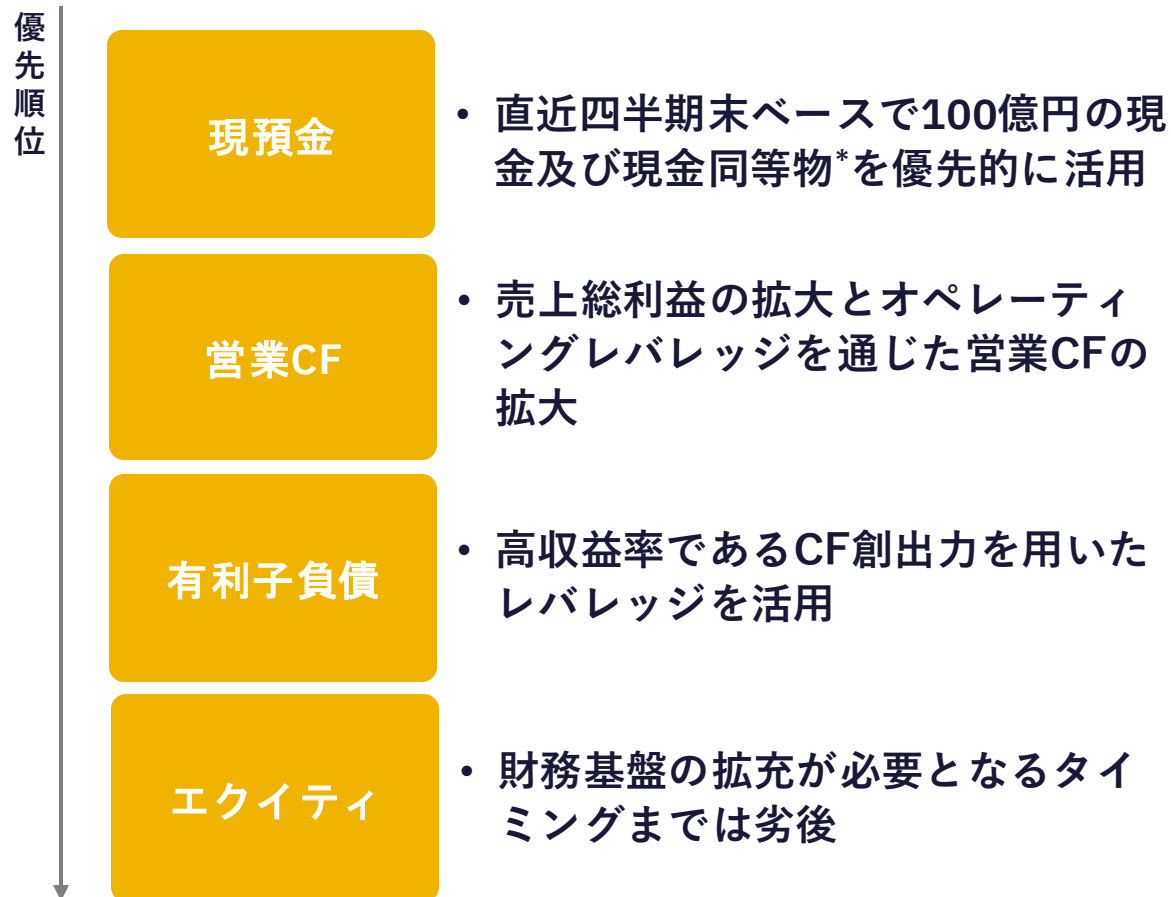 優先順位
現預金
• 直近四半期末ベースで100億円の現
金及び現金同等物*を優先的に活用
営業CF
• 売上総利益の拡大とオペレーティ
ングレバレッジを通じた営業CFの
拡大
有利子負債
• 高収益率であるCF創出力を用いた
レバレッジを活用
エクイティ
• 財務基盤の拡充が必要となるタイ
ミングまでは劣後